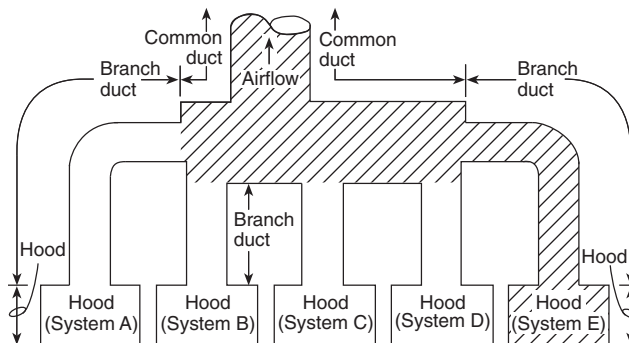 Common
duct
Common
duct
Airflow
Branch
duct
Branch
duct
Branch
duct
Hood
Hood
Hood
(System A)
Hood
(System B)
Hood
(System C)
Hood
(System D)
Hood
(System E)